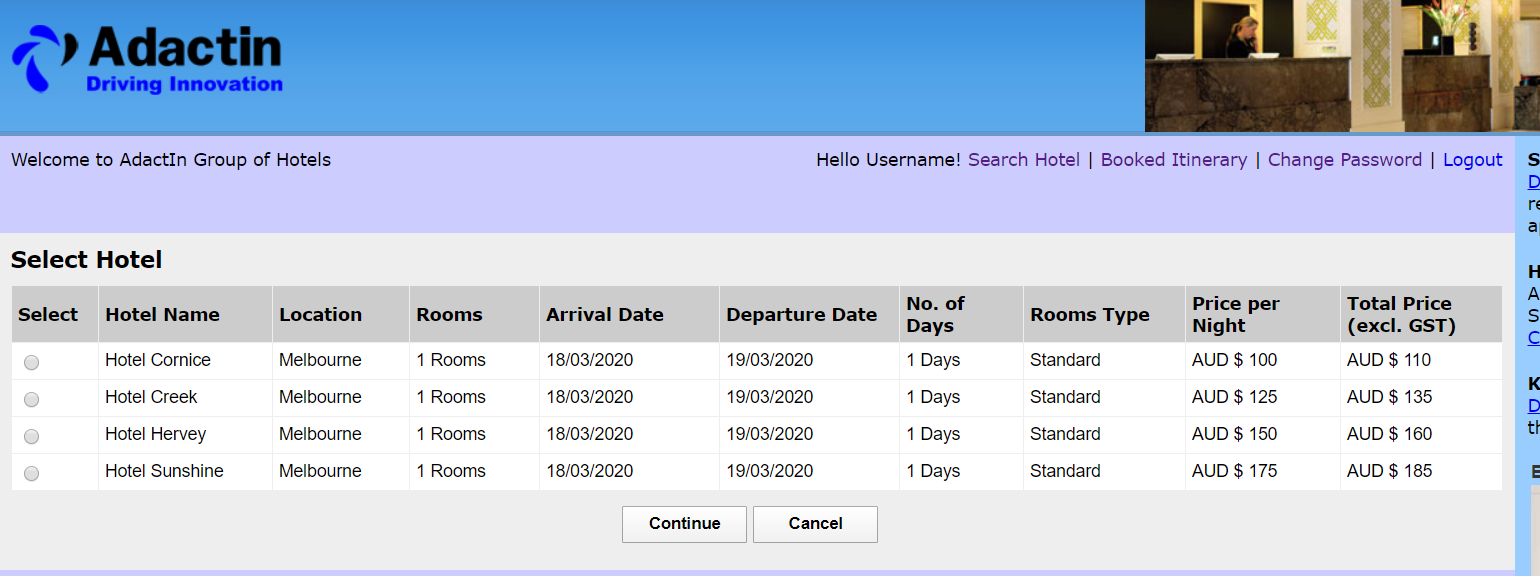 Adactin
Driving Innovation
Welcome to AdactIn Group of Hotels
Hello Username! Search Hotel | Booked Itinerary | Change Password | Logout
Select Hotel
Select Hotel Name Location Rooms Arrival Date Departure Date No. of Days Rooms Type Price per Night Total Price (excl. GST)
Hotel Cornice Melbourne 1 Rooms 18/03/2020 19/03/2020 1 Days Standard AUD $ 100 AUD $ 110
Hotel Creek Melbourne 1 Rooms 18/03/2020 19/03/2020 1 Days Standard AUD $ 125 AUD $ 135
Hotel Hervey Melbourne 1 Rooms 18/03/2020 19/03/2020 1 Days Standard AUD $ 150 AUD $ 160
Hotel Sunshine Melbourne 1 Rooms 18/03/2020 19/03/2020 1 Days Standard AUD $ 175 AUD $ 185
Continue Cancel